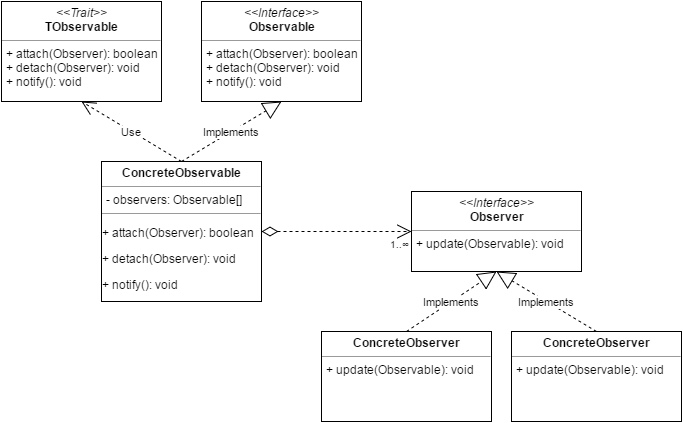 <<Trait>>
TObservable
+ attach(Observer): boolean
+ detach(Observer): void
+ notify(): void
<<Interface>>
Observable
+ attach(Observer): boolean
+ detach(Observer): void
+ notify(): void
Use
Implements
ConcreteObservable
- observers: Observable[]
+ attach(Observer): boolean
+ detach(Observer): void
+ notify(): void
1..∞
<<Interface>>
Observer
+ update(Observable): void
Implements
Implements
ConcreteObserver
+ update(Observable): void
ConcreteObserver
+ update(Observable): void